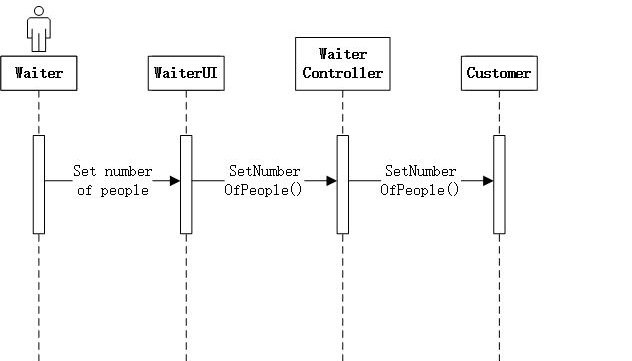 Waiter
WaiterUI
Waiter
Controller
Customer
Set number
of people
SetNumber
OfPeople()
SetNumber
OfPeople()